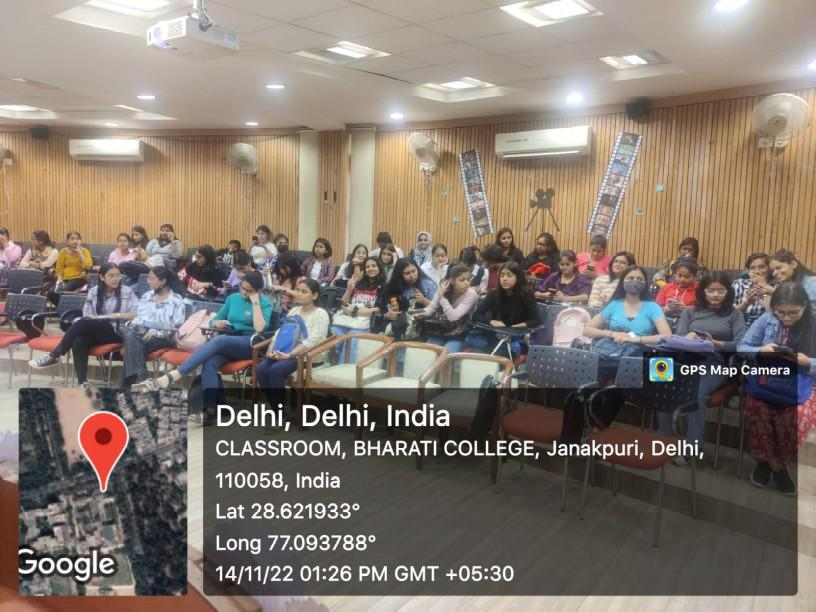 GPS Map Camera
Delhi, Delhi, India
CLASSROOM, BHARATI COLLEGE, Janakpuri, Delhi,
110058, India
Lat 28.621933°
Long 77.093788°
14/11/22 01:26 PM GMT +05:30
Google